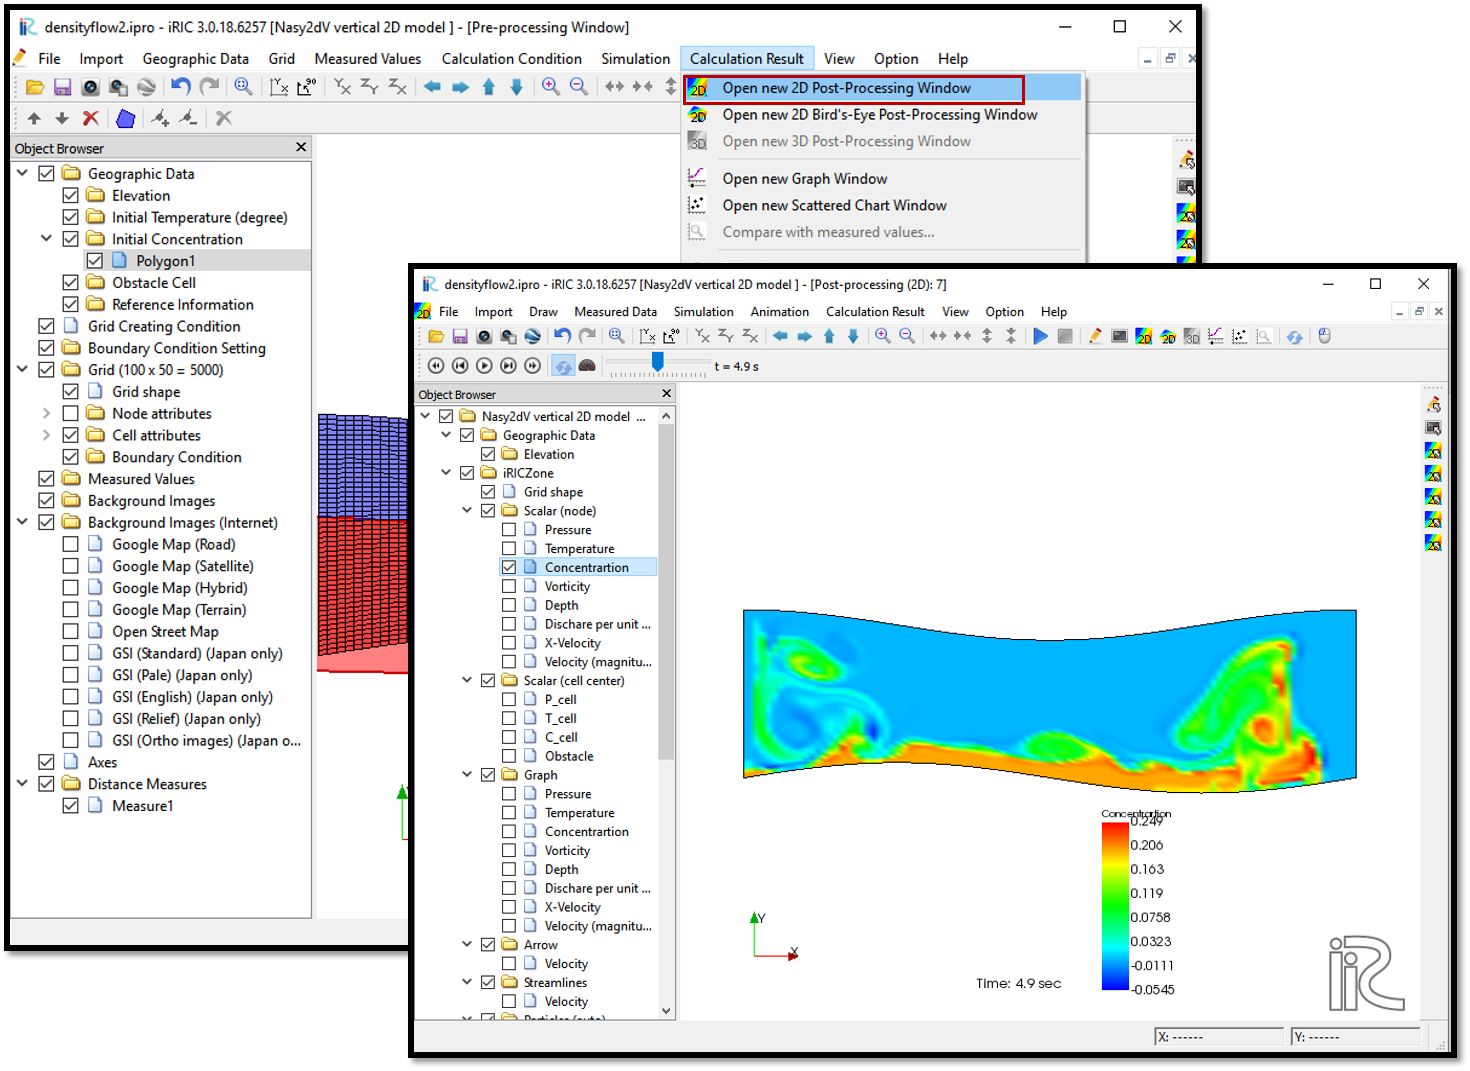 densityflow2.ipro - iRIC 3.0.18.6257 [Nasy2dV vertical 2D model ] - [Pre-processing Window]
File Import Geographic Data Grid Measured Values Calculation Condition Simulation Calculation Result View Option Help
2D Open new 2D Post-Processing Window
2D Open new 2D Bird's-Eye Post-Processing Window
3D Open new 3D Post-Processing Window
Open new Graph Window
Open new Scattered Chart Window
Compare with measured values...
Object Browser
Geographic Data
Elevation
Initial Temperature (degree)
Initial Concentration
Polygon1
Obstacle Cell
Reference Information
Grid Creating Condition
Boundary Condition Setting
Grid (100 x 50 = 5000)
Grid shape
Node attributes
Cell attributes
Boundary Condition
Measured Values
Background Images
Background Images (Internet)
Google Map (Road)
Google Map (Satellite)
Google Map (Hybrid)
Google Map (Terrain)
Open Street Map
GSI (Standard) (Japan only)
GSI (Pale) (Japan only)
GSI (English) (Japan only)
GSI (Relief) (Japan only)
GSI (Ortho images) (Japan o...
Axes
Distance Measures
Measure1
densityflow2.ipro - iRIC 3.0.18.6257 [Nasy2dV vertical 2D model ] - [Post-processing (2D): 7]
2D File Import Draw Measured Data Simulation Animation Calculation Result View Option Help
t = 4.9 s
Object Browser
Nasy2dV vertical 2D model ...
Geographic Data
Elevation
iRICZone
Grid shape
Scalar (node)
Pressure
Temperature
Concentrartion
Vorticity
Depth
Dischare per unit ...
X-Velocity
Velocity (magnitu...
Scalar (cell center)
P_cell
T_cell
C_cell
Obstacle
Graph
Pressure
Temperature
Concentrartion
Vorticity
Depth
Dischare per unit ...
X-Velocity
Velocity (magnitu...
Arrow
Velocity
Streamlines
Velocity
Particles (auto)
Concentrartion
0.249
0.206
0.163
0.119
0.0758
0.0323
-0.0111
-0.0545
Y
X
Time: 4.9 sec
iRIC
X: ------
Y: ------